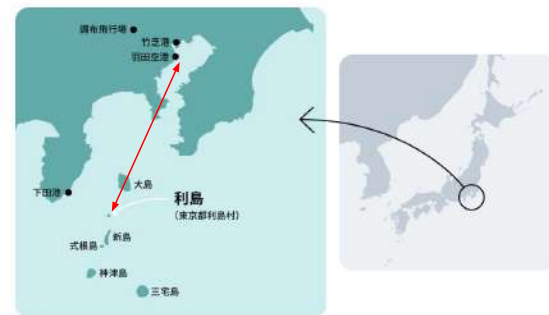 調布飛行場
竹芝港
羽田空港
下田港
大島
利島
(東京都利島村)
新島
式根島
神津島
三宅島